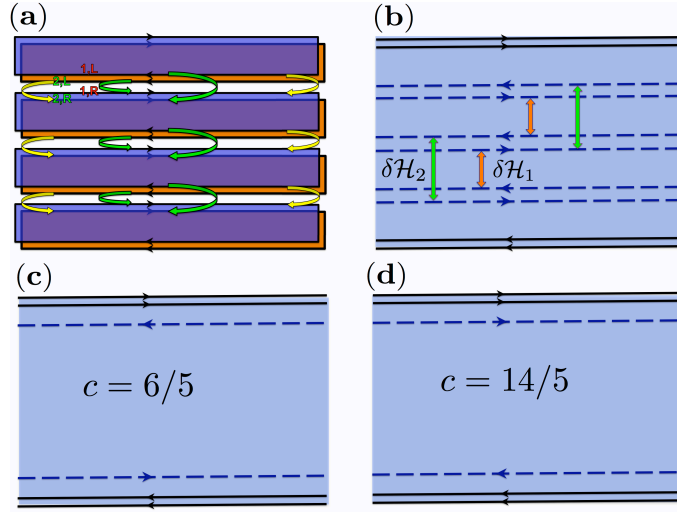 (a)
1,L
2,L
1,R
2,R
(b)
δℋ₂
δℋ₁
(c)
c = 6/5
(d)
c = 14/5